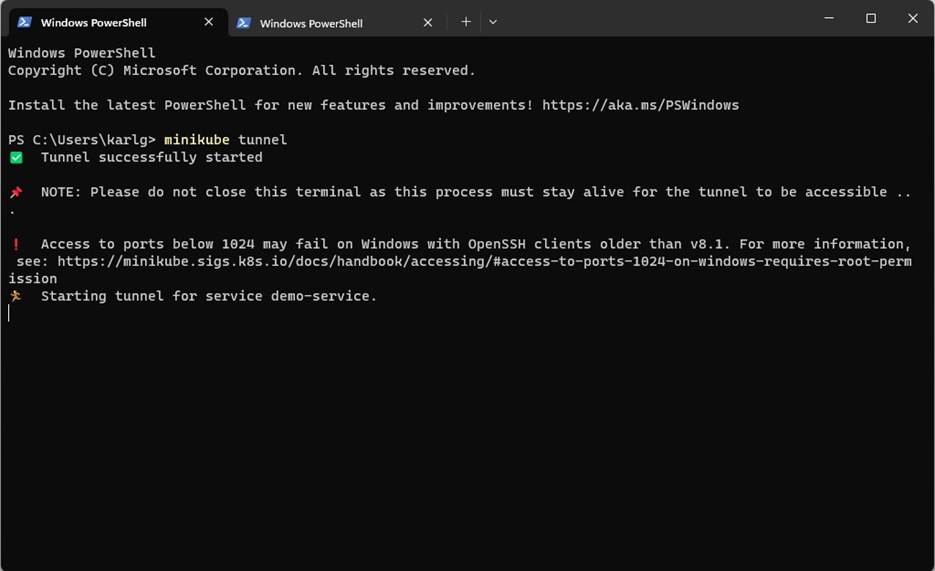 Windows PowerShell
Windows PowerShell
Windows PowerShell
Copyright (C) Microsoft Corporation. All rights reserved.
Install the latest PowerShell for new features and improvements! https://aka.ms/PSWindows
PS C:\Users\karlg> minikube tunnel
✅ Tunnel successfully started
📌 NOTE: Please do not close this terminal as this process must stay alive for the tunnel to be accessible ..
.
❗ Access to ports below 1024 may fail on Windows with OpenSSH clients older than v8.1. For more information,
see: https://minikube.sigs.k8s.io/docs/handbook/accessing/#access-to-ports-1024-on-windows-requires-root-perm
ission
🏃 Starting tunnel for service demo-service.